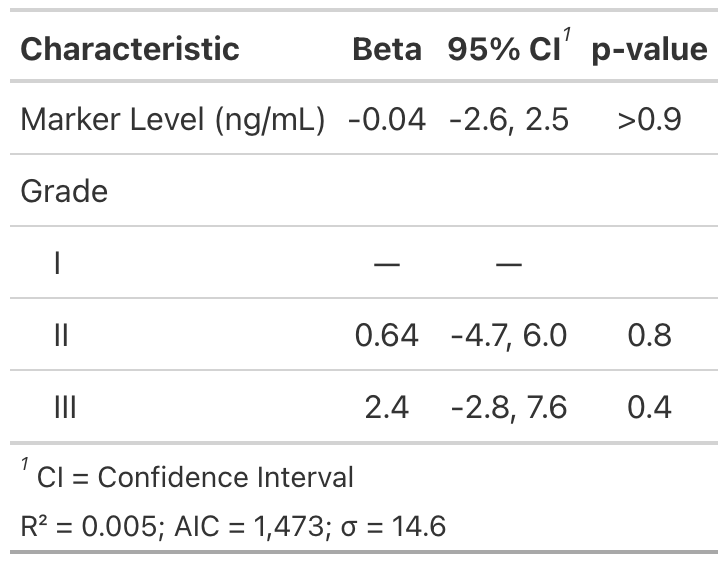 Characteristic Beta 95% CI¹ p-value
Marker Level (ng/mL) -0.04 -2.6, 2.5 >0.9
Grade
I — —
II 0.64 -4.7, 6.0 0.8
III 2.4 -2.8, 7.6 0.4
¹ CI = Confidence Interval
R² = 0.005; AIC = 1,473; σ = 14.6